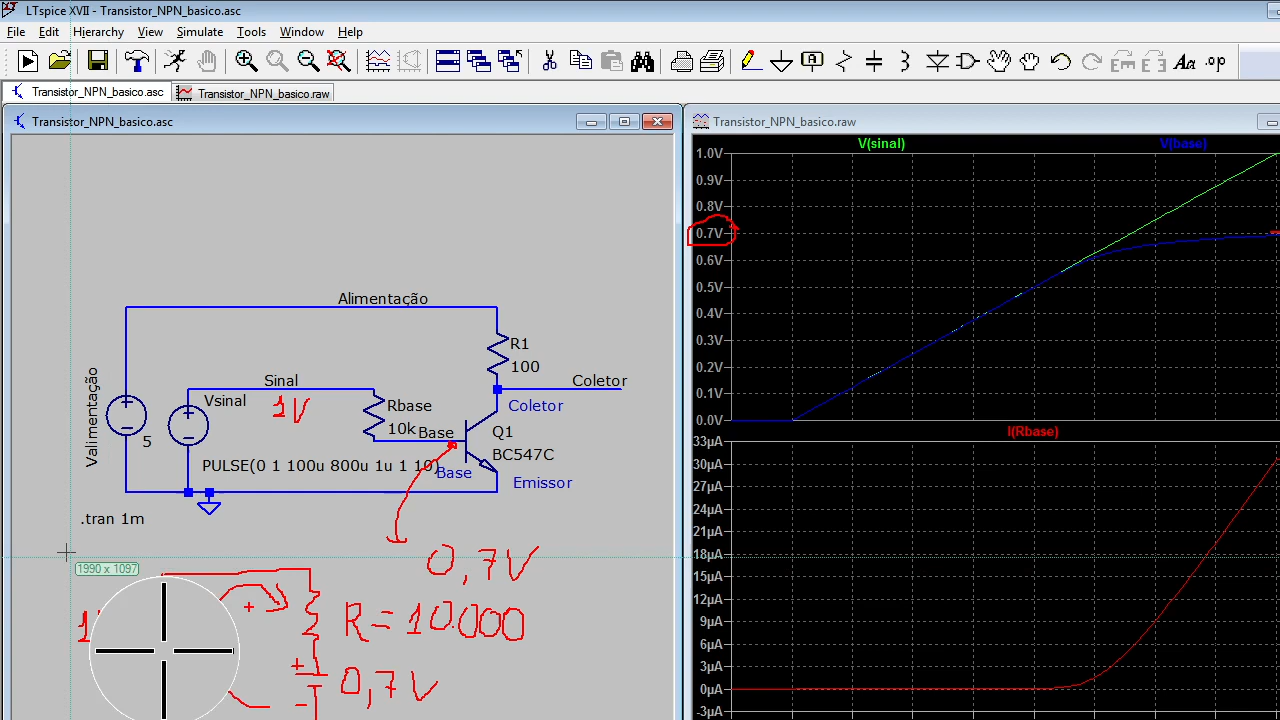 LTspice XVII - Transistor_NPN_basico.asc
File Edit Hierarchy View Simulate Tools Window Help
Aa .op
Transistor_NPN_basico.asc Transistor_NPN_basico.raw
Transistor_NPN_basico.asc
Alimentação
R1
100
Sinal
Coletor
Valimentação
Vsinal
1V
Rbase
10k
Base
Coletor
Q1
BC547C
5
PULSE(0 1 100u 800u 1u 1 10)
Base
Emissor
.tran 1m
0,7V
1990 x 1097
1
+
R=10.000
+
0,7V
-
Transistor_NPN_basico.raw
V(sinal) V(base)
1.0V
0.9V
0.8V
0.7V
0.6V
0.5V
0.4V
0.3V
0.2V
0.1V
0.0V
I(Rbase)
33µA
30µA
27µA
24µA
21µA
18µA
15µA
12µA
9µA
6µA
3µA
0µA
-3µA